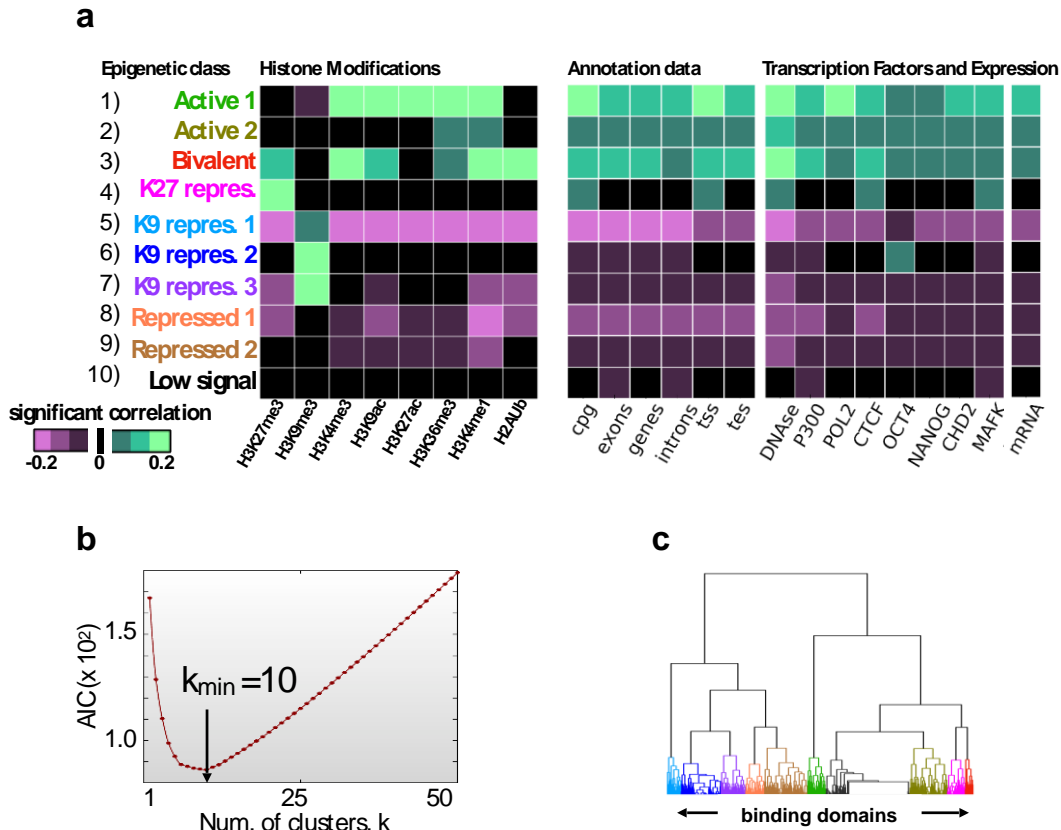 a
Epigenetic class Histone Modifications Annotation data Transcription Factors and Expression
1) Active 1
2) Active 2
3) Bivalent
4) K27 repres.
5) K9 repres. 1
6) K9 repres. 2
7) K9 repres. 3
8) Repressed 1
9) Repressed 2
10) Low signal
significant correlation
-0.2 0 0.2
H3K27me3 H3K9me3 H3K4me3 H3K9ac H3K27ac H3K36me3 H3K4me1 H2AUb
cpg exons genes introns tss tes
DNAse P300 POL2 CTCF OCT4 NANOG CHD2 MAFK mRNA
b
AIC(x 10²)
1.5
1.0
kmin =10
1 25 50
Num. of clusters, k
c
binding domains